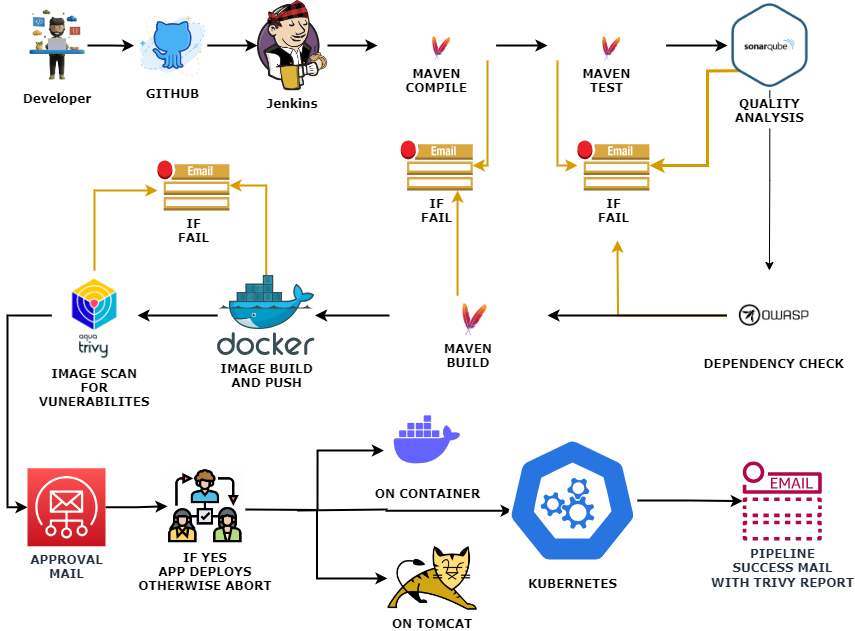 Developer
GITHUB
Jenkins
MAVEN
COMPILE
MAVEN
TEST
sonarqube
QUALITY
ANALYSIS
Email
IF
FAIL
Email
IF
FAIL
Email
IF
FAIL
aqua
trivy
IMAGE SCAN
FOR
VUNERABILITES
docker
IMAGE BUILD
AND PUSH
MAVEN
BUILD
OWASP
DEPENDENCY CHECK
APPROVAL
MAIL
IF YES
APP DEPLOYS
OTHERWISE ABORT
ON CONTAINER
ON TOMCAT
KUBERNETES
EMAIL
PIPELINE
SUCCESS MAIL
WITH TRIVY REPORT